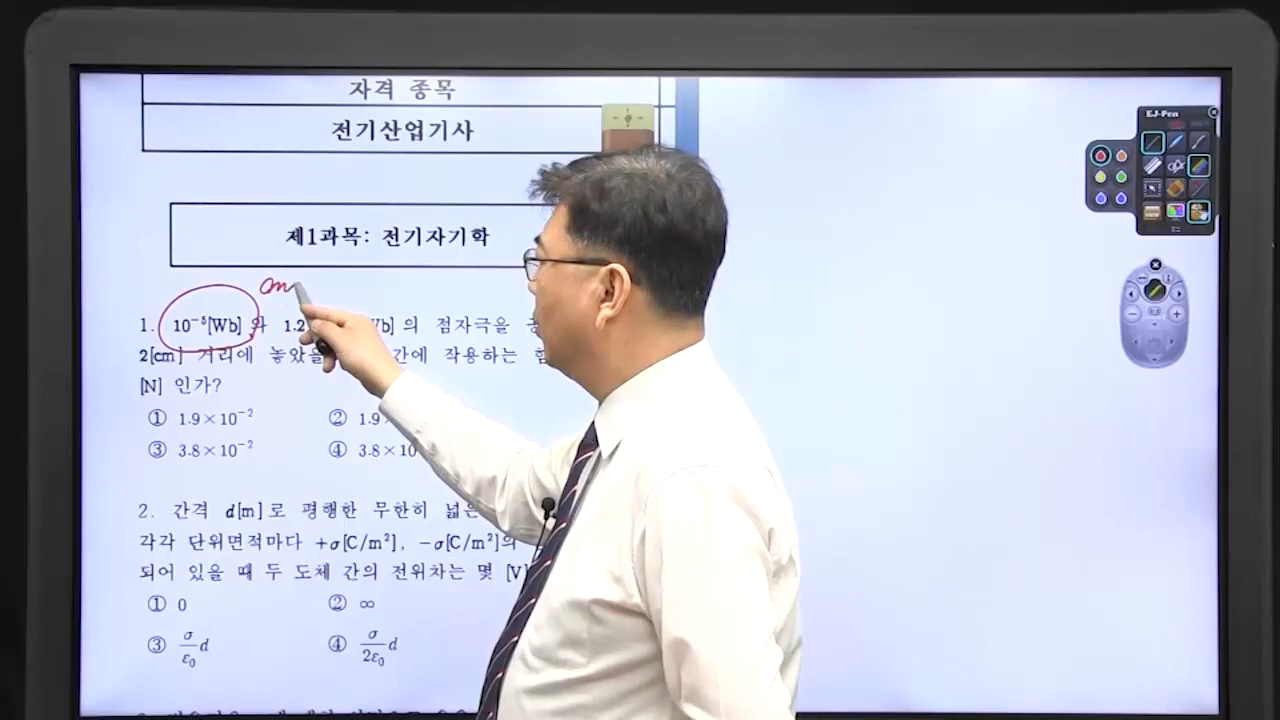 자격 종목
전기산업기사
EJ-Pen
제1과목: 전기자기학
m
1. 10⁻⁵[Wb]와 1.2 Wb]의 점자극을
2[cm] 거리에 놓았을 간에 작용하는
[N] 인가?
① 1.9×10⁻² ② 1.9×
③ 3.8×10⁻² ④ 3.8×10
2. 간격 d[m]로 평행한 무한히 넓은
각각 단위면적마다 +σ[C/m²], −σ[C/m²]의
되어 있을 때 두 도체 간의 전위차는 몇 [V]
① 0 ② ∞
③ σ/ε₀ d ④ σ/2ε₀ d